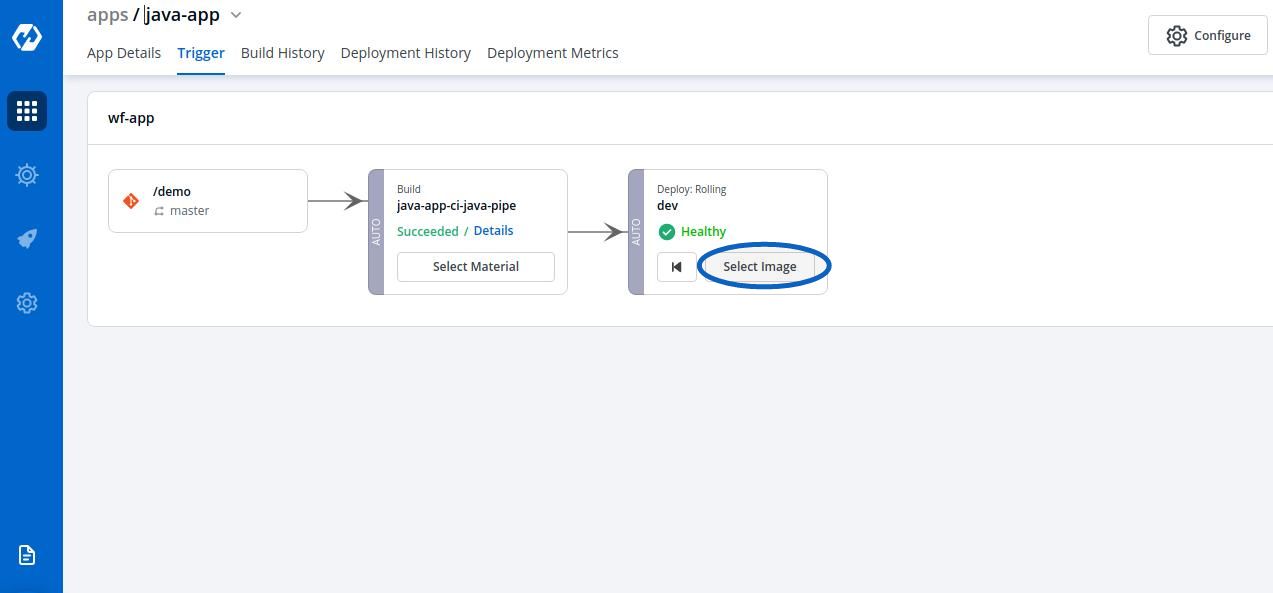 apps / java-app
Configure
App Details Trigger Build History Deployment History Deployment Metrics
wf-app
/demo
master
AUTO
Build
java-app-ci-java-pipe
Succeeded / Details
Select Material
AUTO
Deploy: Rolling
dev
Healthy
Select Image